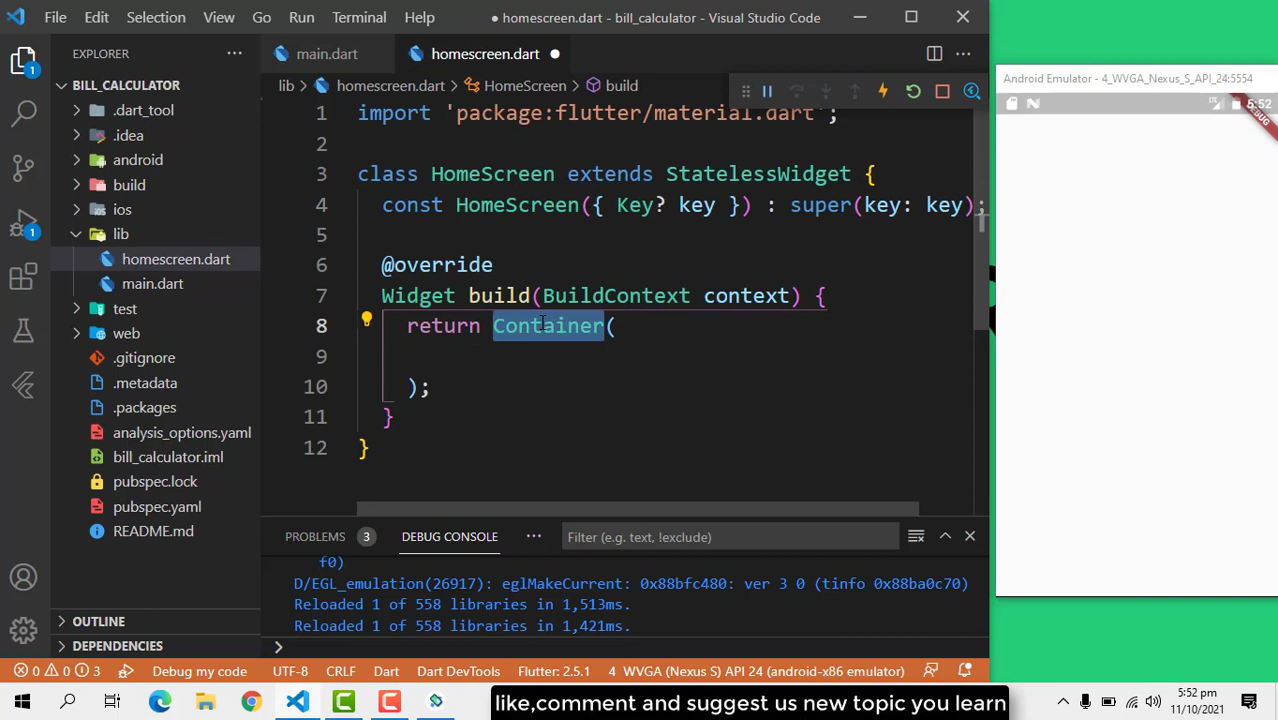 File Edit Selection View Go Run Terminal Help
● homescreen.dart - bill_calculator - Visual Studio Code
EXPLORER
BILL_CALCULATOR
.dart_tool
.idea
android
build
ios
lib
homescreen.dart
main.dart
test
web
.gitignore
.metadata
.packages
analysis_options.yaml
bill_calculator.iml
pubspec.lock
pubspec.yaml
README.md
OUTLINE
DEPENDENCIES
1
1
main.dart homescreen.dart
lib > homescreen.dart > HomeScreen > build
1 import 'package:flutter/material.dart';
2
3 class HomeScreen extends StatelessWidget {
4 const HomeScreen({ Key? key }) : super(key: key);
5
6 @override
7 Widget build(BuildContext context) {
8 return Container(
9
10 );
11 }
12 }
PROBLEMS 3 DEBUG CONSOLE Filter (e.g. text, !exclude)
f0)
D/EGL_emulation(26917): eglMakeCurrent: 0x88bfc480: ver 3 0 (tinfo 0x88ba0c70)
Reloaded 1 of 558 libraries in 1,513ms.
Reloaded 1 of 558 libraries in 1,421ms.
Android Emulator - 4_WVGA_Nexus_S_API_24:5554
LTE 5:52
DEBUG
0 0 3 Debug my code UTF-8 CRLF Dart Dart DevTools Flutter: 2.5.1 4 WVGA (Nexus S) API 24 (android-x86 emulator)
like,comment and suggest us new topic you learn
5:52 pm
11/10/2021